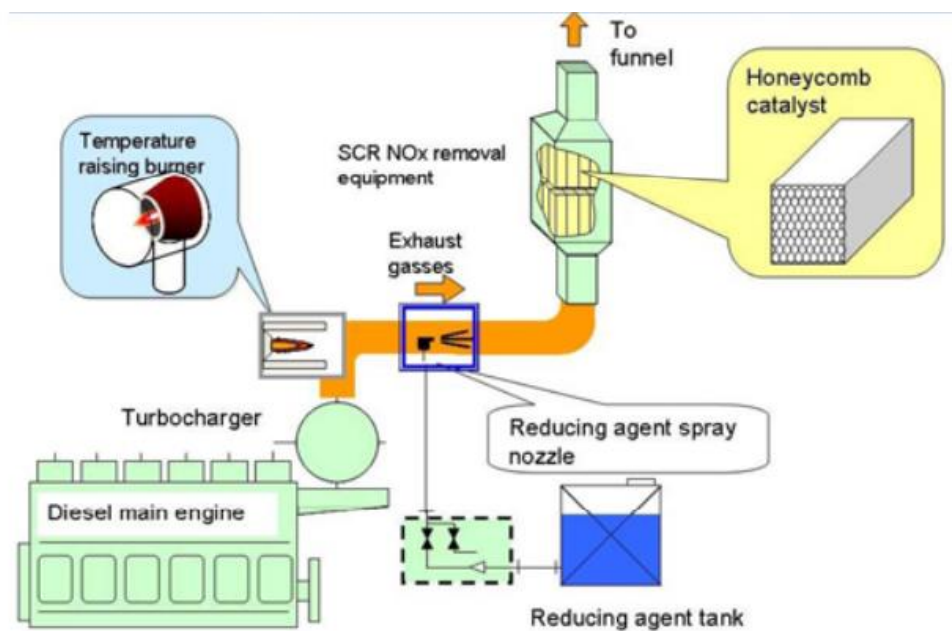 To
funnel
Honeycomb
catalyst
Temperature
raising burner
SCR NOx removal
equipment
Exhaust
gasses
Turbocharger
Reducing agent spray
nozzle
Diesel main engine
Reducing agent tank